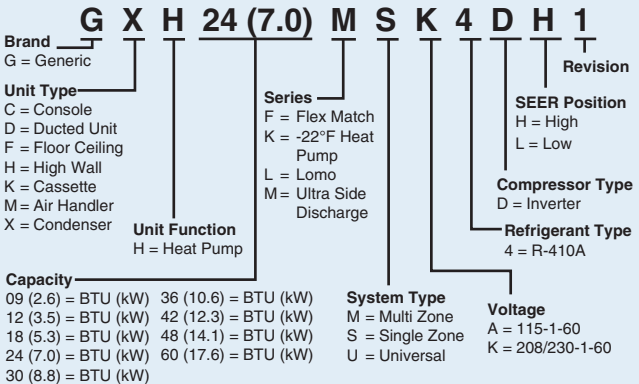 G X H 24 (7.0) M S K 4 D H 1
Brand
G = Generic
Unit Type
C = Console
D = Ducted Unit
F = Floor Ceiling
H = High Wall
K = Cassette
M = Air Handler
X = Condenser
Unit Function
H = Heat Pump
Capacity
09 (2.6) = BTU (kW)
12 (3.5) = BTU (kW)
18 (5.3) = BTU (kW)
24 (7.0) = BTU (kW)
30 (8.8) = BTU (kW)
36 (10.6) = BTU (kW)
42 (12.3) = BTU (kW)
48 (14.1) = BTU (kW)
60 (17.6) = BTU (kW)
Series
F = Flex Match
K = -22°F Heat
Pump
L = Lomo
M = Ultra Side
Discharge
System Type
M = Multi Zone
S = Single Zone
U = Universal
Voltage
A = 115-1-60
K = 208/230-1-60
Refrigerant Type
4 = R-410A
Compressor Type
D = Inverter
SEER Position
H = High
L = Low
Revision